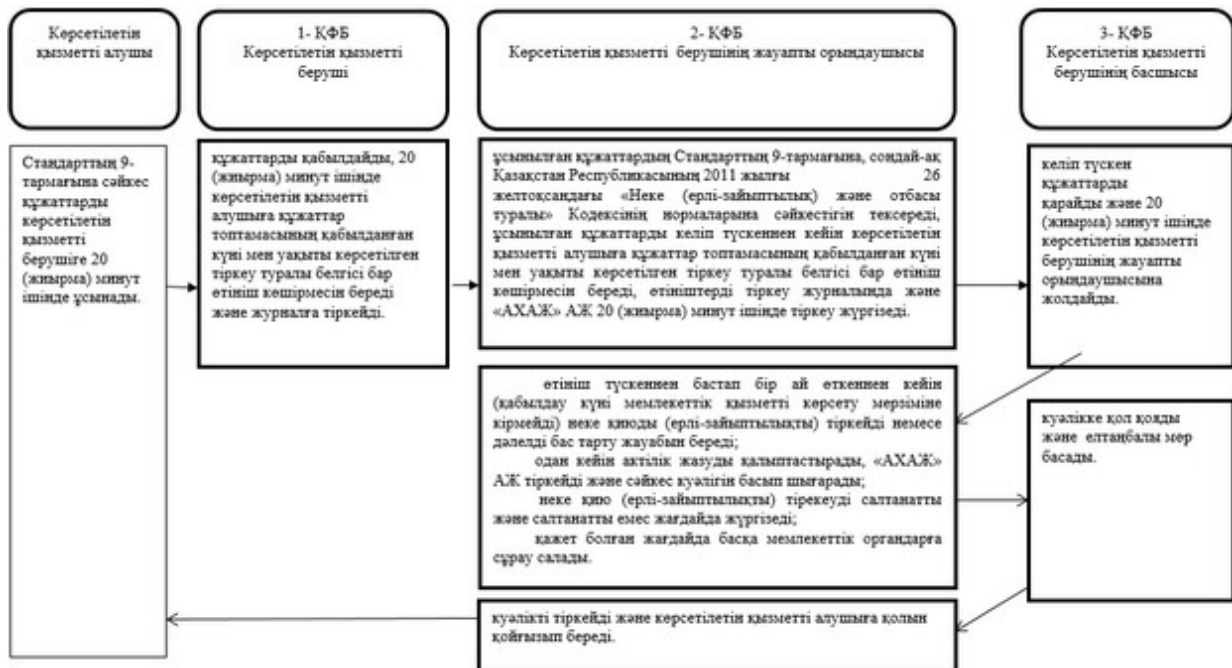 Көрсетілетін
қызметті алушы
1- ҚФБ
Көрсетілетін қызметті
беруші
2- ҚФБ
Көрсетілетін қызметті берушінің жауапты орындаушысы
3- ҚФБ
Көрсетілетін қызметті
берушінің басшысы
Стандарттың 9-
тармағына сәйкес
құжаттарды
көрсетілетін
қызметті
берушіге 20
(жиырма) минут
ішінде ұсынады.
құжаттарды қабылдайды, 20
(жиырма) минут ішінде
көрсетілетін қызметті
алушыға құжаттар
топтамасының қабылданған
күні мен уақыты көрсетілген
тіркеу туралы белгісі бар
өтініш көшірмесін береді
және журналға тіркейді.
ұсынылған құжаттардың Стандарттың 9-тармағына, сондай-ақ
Қазақстан Республикасының 2011 жылғы 26
желтоқсандағы «Неке (ерлі-зайыптылық) және отбасы
туралы» Кодексінің нормаларына сәйкестігін тексереді,
ұсынылған құжаттарды келіп түскеннен кейін көрсетілетін
қызметті алушыға құжаттар топтамасының қабылданған күні
мен уақыты көрсетілген тіркеу туралы белгісі бар өтініш
көшірмесін береді, өтініштерді тіркеу журналында және
«АХАЖ» АЖ 20 (жиырма) минут ішінде тіркеу жүргізеді.
келіп түскен
құжаттарды
қарайды және 20
(жиырма) минут ішінде
көрсетілетін қызметті
берушінің жауапты
орындаушысына
жолдайды.
өтініш түскеннен бастап бір ай өткеннен кейін
(қабылдау күні мемлекеттік қызметті көрсету мерзіміне
кірмейді) неке қиюды (ерлі-зайыптылықты) тіркейді немесе
дәлелді бас тарту жауабын береді;
одан кейін актілік жазуды қалыптастырады, «АХАЖ»
АЖ тіркейді және сәйкес куәлігін басып шығарады;
неке қию (ерлі-зайыптылықты) тірекеуді салтанатты
және салтанатты емес жағдайда жүргізеді;
қажет болған жағдайда басқа мемлекеттік органдарға
сұрау салады.
куәлікке қол қояды
және елтаңбалы мөр
басады.
куәлікті тіркейді және көрсетілетін қызметті алушыға қолын
қойғызып береді.